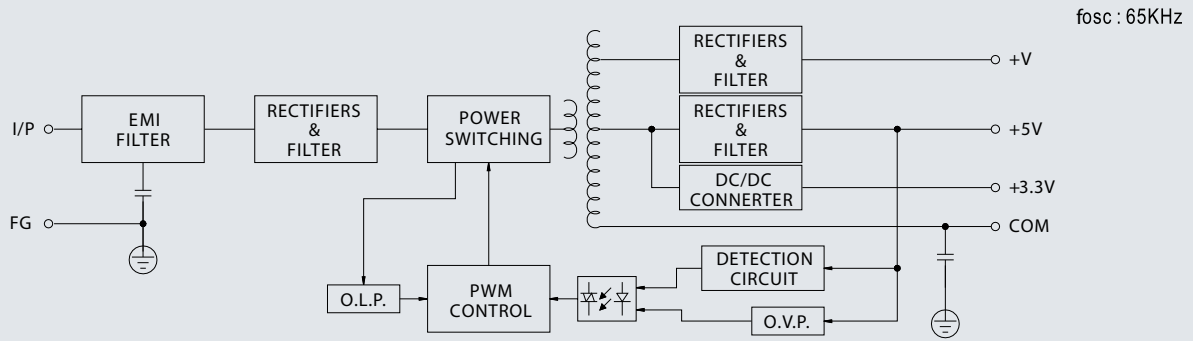 fosc : 65KHz
RECTIFIERS
&
FILTER
+V
I/P
EMI
FILTER
RECTIFIERS
&
FILTER
POWER
SWITCHING
RECTIFIERS
&
FILTER
+5V
DC/DC
CONNERTER
+3.3V
FG
COM
DETECTION
CIRCUIT
O.L.P.
PWM
CONTROL
O.V.P.